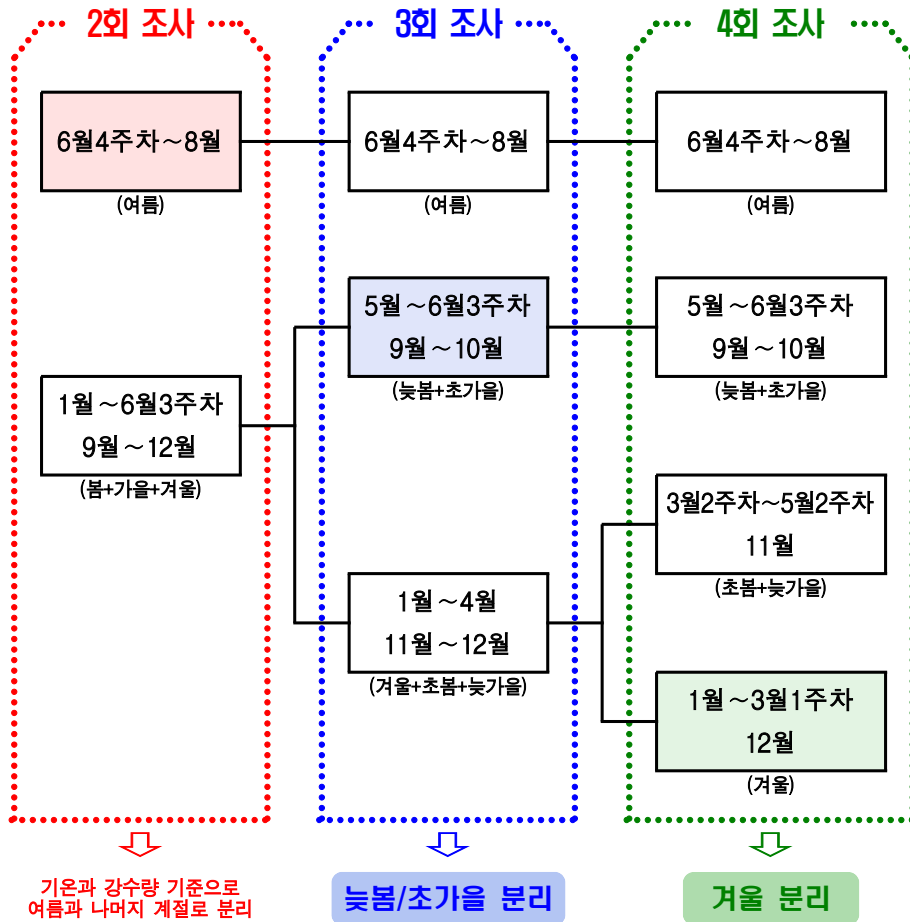 2회 조사
6월4주차~8월
(여름)
1월~6월3주차
9월~12월
(봄+가을+겨울)
기온과 강수량 기준으로
여름과 나머지 계절로 분리
3회 조사
6월4주차~8월
(여름)
5월~6월3주차
9월~10월
(늦봄+초가을)
1월~4월
11월~12월
(겨울+초봄+늦가을)
늦봄/초가을 분리
4회 조사
6월4주차~8월
(여름)
5월~6월3주차
9월~10월
(늦봄+초가을)
3월2주차~5월2주차
11월
(초봄+늦가을)
1월~3월1주차
12월
(겨울)
겨울 분리